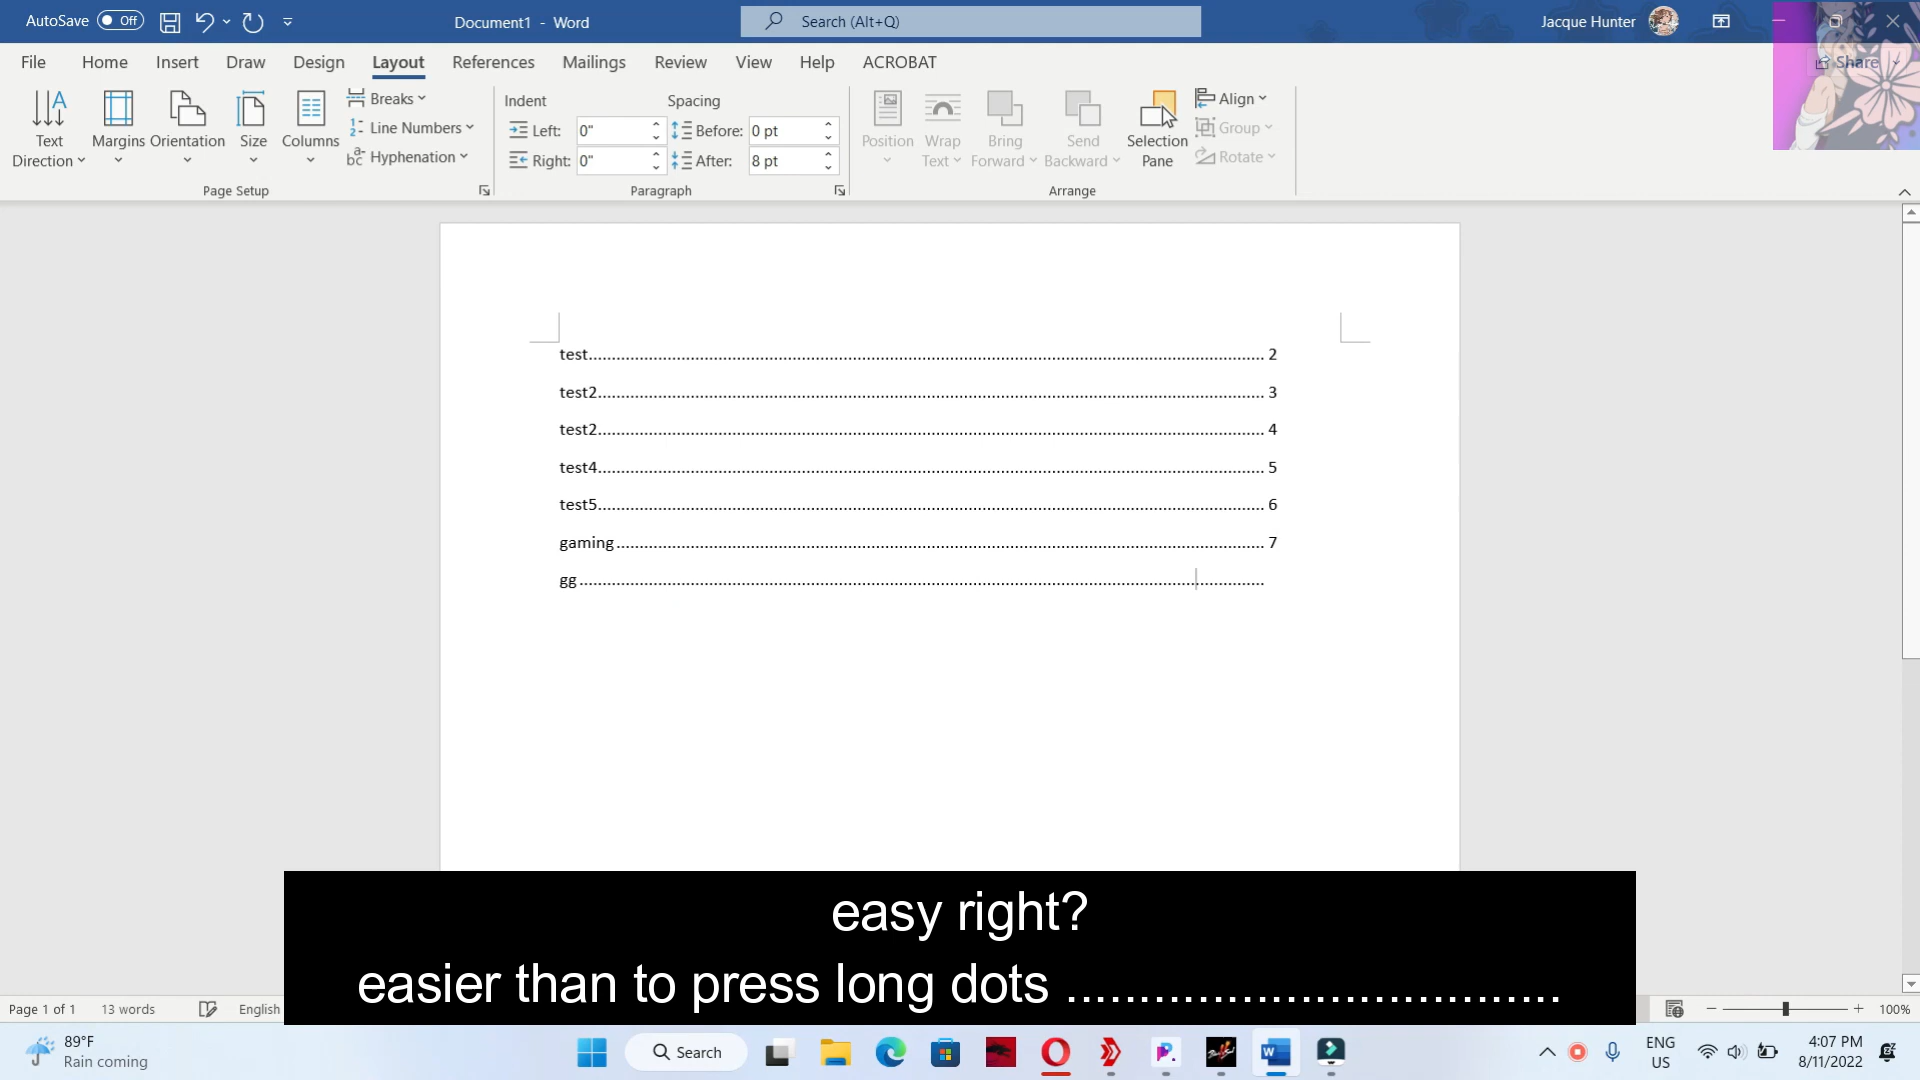 AutoSave Off Document1 - Word Search (Alt+Q) Jacque Hunter
File Home Insert Draw Design Layout References Mailings Review View Help ACROBAT Share
Text Direction Margins Orientation Size Columns Breaks Line Numbers Hyphenation
Page Setup
Indent Spacing
Left: 0" Before: 0 pt
Right: 0" After: 8 pt
Paragraph
Position Wrap Text Bring Forward Send Backward Selection Pane Align Group Rotate
Arrange
test........................................................................................................................................................ 2
test2...................................................................................................................................................... 3
test2...................................................................................................................................................... 4
test4...................................................................................................................................................... 5
test5...................................................................................................................................................... 6
gaming.................................................................................................................................................. 7
gg..........................................................................................................................................................
easy right?
easier than to press long dots ..................................
Page 1 of 1 13 words English 100%
89°F
Rain coming
Search
ENG
US
4:07 PM
8/11/2022